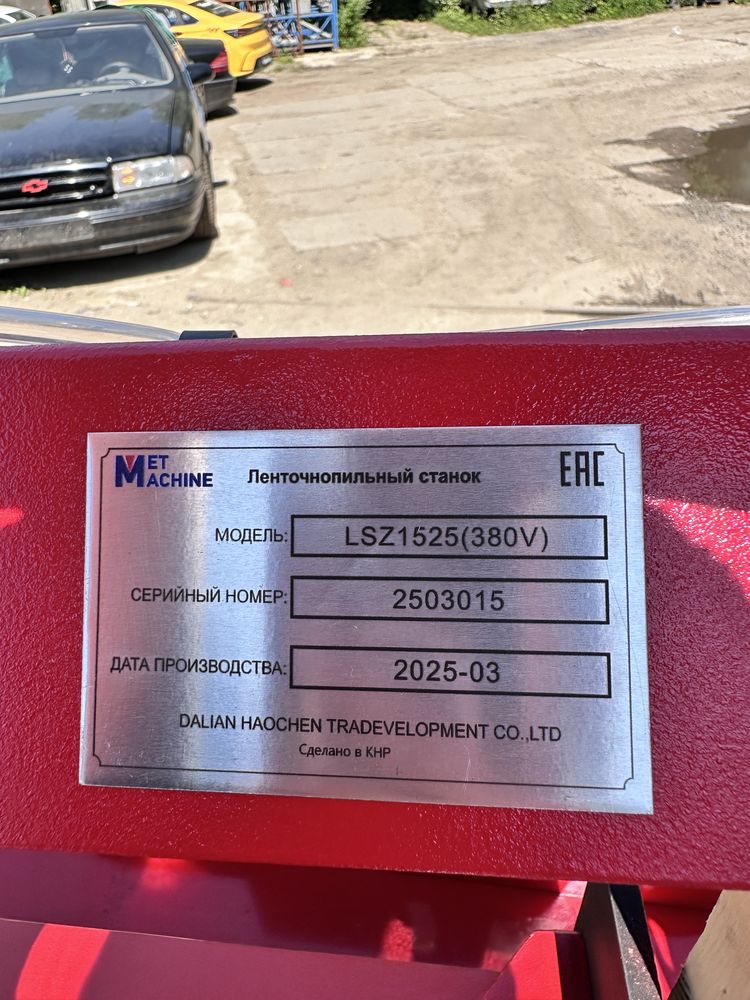 MET MACHINE
Ленточнопильный станок
EAC
МОДЕЛЬ: LSZ1525(380V)
СЕРИЙНЫЙ НОМЕР: 2503015
ДАТА ПРОИЗВОДСТВА: 2025-03
DALIAN HAOCHEN TRADEVELOPMENT CO.,LTD
Сделано в КНР